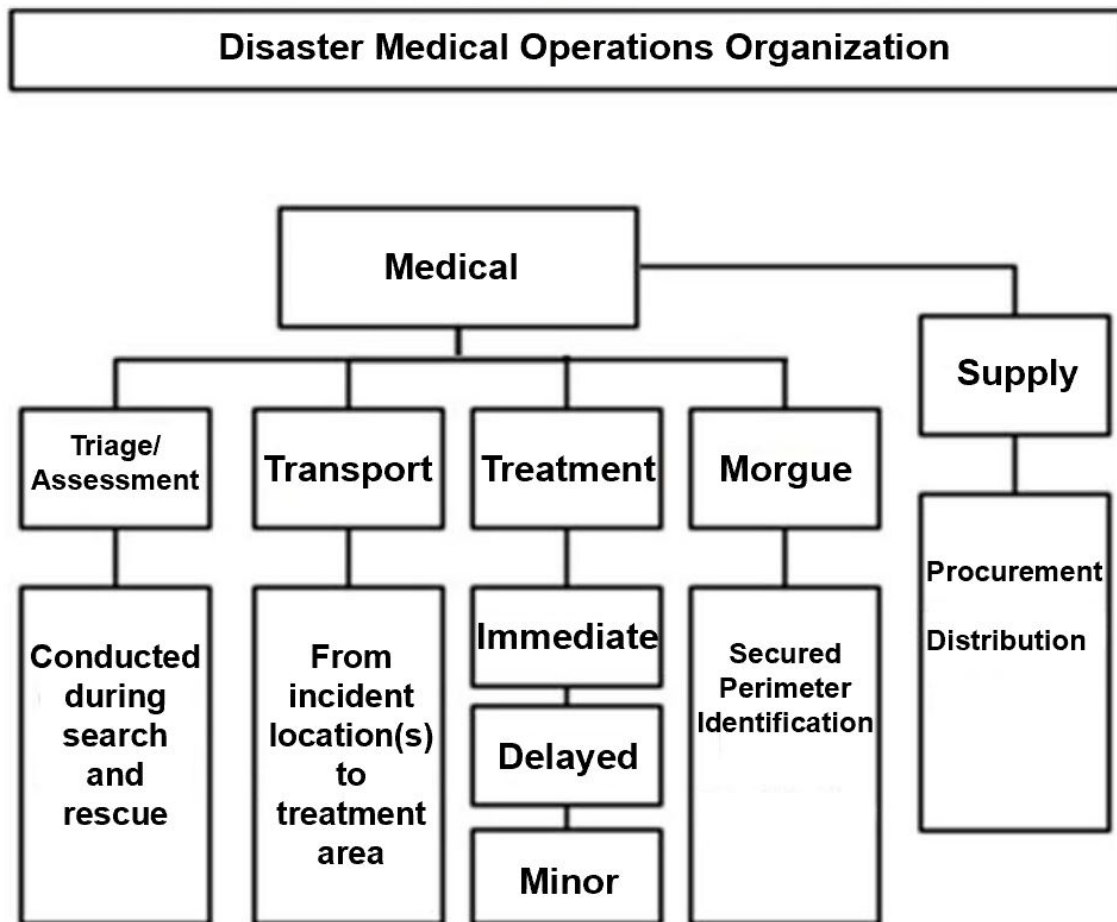 Disaster Medical Operations Organization
Medical
Supply
Triage/
Assessment
Transport
Treatment
Morgue
Procurement
Distribution
Conducted
during
search
and
rescue
From
incident
location(s)
to
treatment
area
Immediate
Delayed
Minor
Secured
Perimeter
Identification